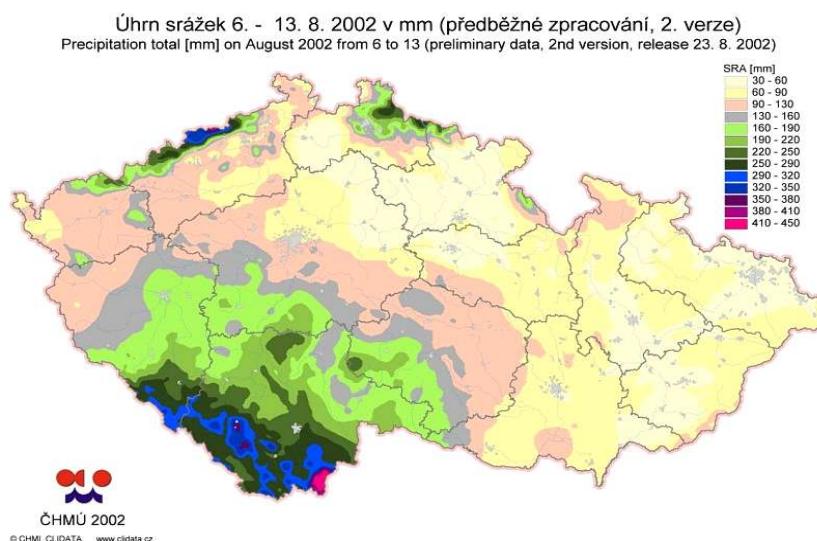 Úhrn srážek 6. - 13. 8. 2002 v mm (předběžné zpracování, 2. verze)
Precipitation total [mm] on August 2002 from 6 to 13 (preliminary data, 2nd version, release 23. 8. 2002)
SRA [mm]
30 - 60
60 - 90
90 - 130
130 - 160
160 - 190
190 - 220
220 - 250
250 - 290
290 - 320
320 - 350
350 - 380
380 - 410
410 - 450
ČHMÚ 2002
© CHMI, CLIDATA www.clidata.cz